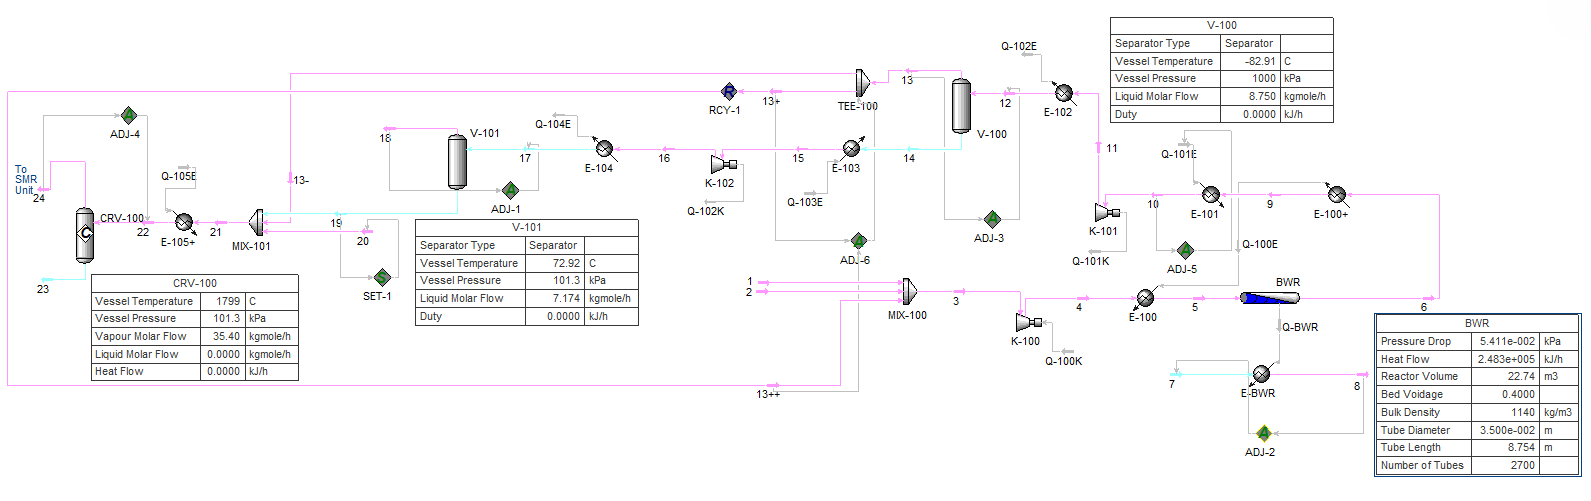 V-100
Separator Type Separator
Vessel Temperature -82.91 C
Vessel Pressure 1000 kPa
Liquid Molar Flow 8.750 kgmole/h
Duty 0.0000 kJ/h
Q-102E
13
13+
RCY-1
TEE-100
12
E-102
ADJ-4
Q-104E
V-101
V-100
18
17
E-104
16
K-102
15
E-103
14
11
Q-101E
To
SMR
Unit
24
Q-105E
13-
ADJ-1
Q-102K
Q-103E
10
E-101
9
E-100+
CRV-100
22
E-105+
21
MIX-101
19
20
ADJ-3
K-101
Q-100E
Q-101K
ADJ-5
ADJ-6
V-101
Separator Type Separator
Vessel Temperature 72.92 C
Vessel Pressure 101.3 kPa
Liquid Molar Flow 7.174 kgmole/h
Duty 0.0000 kJ/h
23
SET-1
CRV-100
Vessel Temperature 1799 C
Vessel Pressure 101.3 kPa
Vapour Molar Flow 35.40 kgmole/h
Liquid Molar Flow 0.0000 kgmole/h
Heat Flow 0.0000 kJ/h
1
2
MIX-100
3
4
K-100
Q-100K
E-100
5
BWR
6
Q-BWR
7
E-BWR
8
13++
ADJ-2
BWR
Pressure Drop 5.411e-002 kPa
Heat Flow 2.483e+005 kJ/h
Reactor Volume 22.74 m3
Bed Voidage 0.4000
Bulk Density 1140 kg/m3
Tube Diameter 3.500e-002 m
Tube Length 8.754 m
Number of Tubes 2700